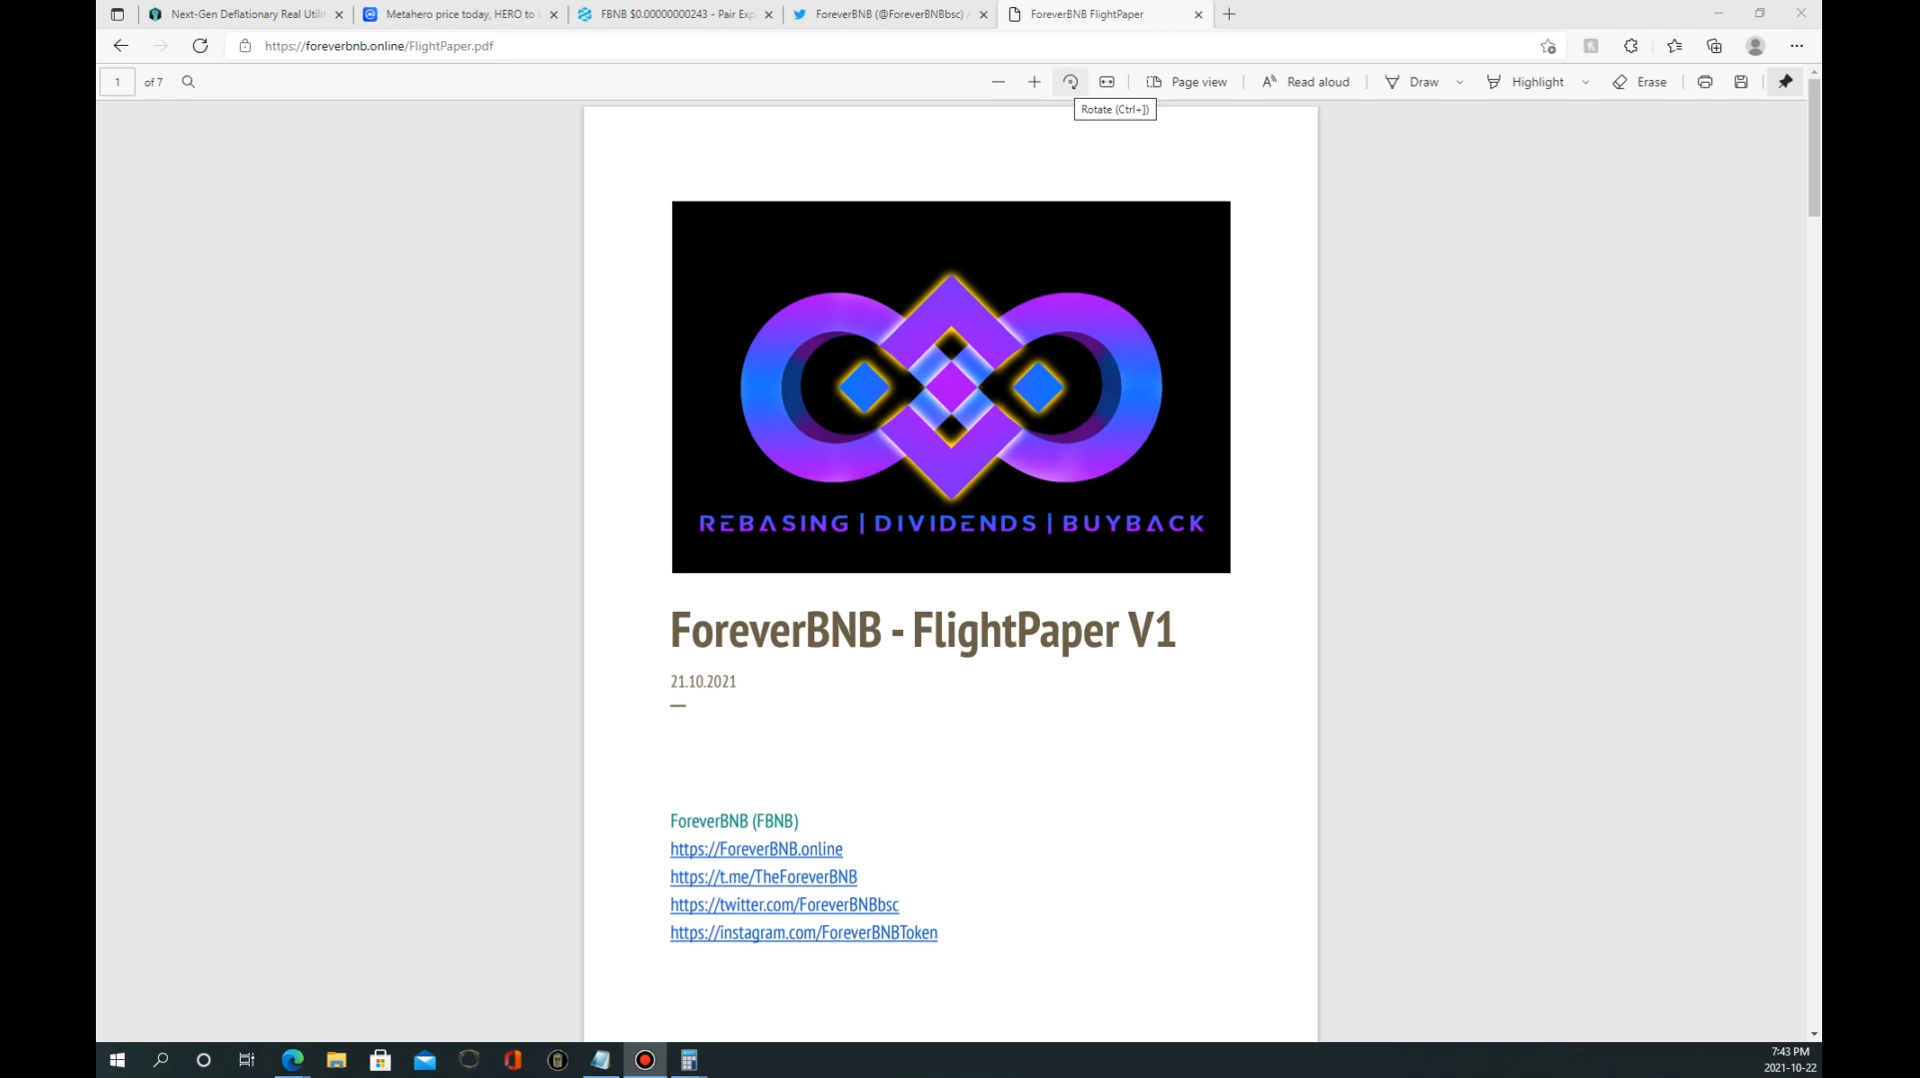 Next-Gen Deflationary Real Utili
Metahero price today, HERO to
FBNB $0.00000000243 - Pair Exp
ForeverBNB (@ForeverBNBbsc) /
ForeverBNB FlightPaper
https://foreverbnb.online/FlightPaper.pdf
1 of 7
Page view
Read aloud
Draw
Highlight
Erase
Rotate (Ctrl+])
REBASING | DIVIDENDS | BUYBACK
ForeverBNB - FlightPaper V1
21.10.2021
ForeverBNB (FBNB)
https://ForeverBNB.online
https://t.me/TheForeverBNB
https://twitter.com/ForeverBNBbsc
https://instagram.com/ForeverBNBToken
7:43 PM
2021-10-22